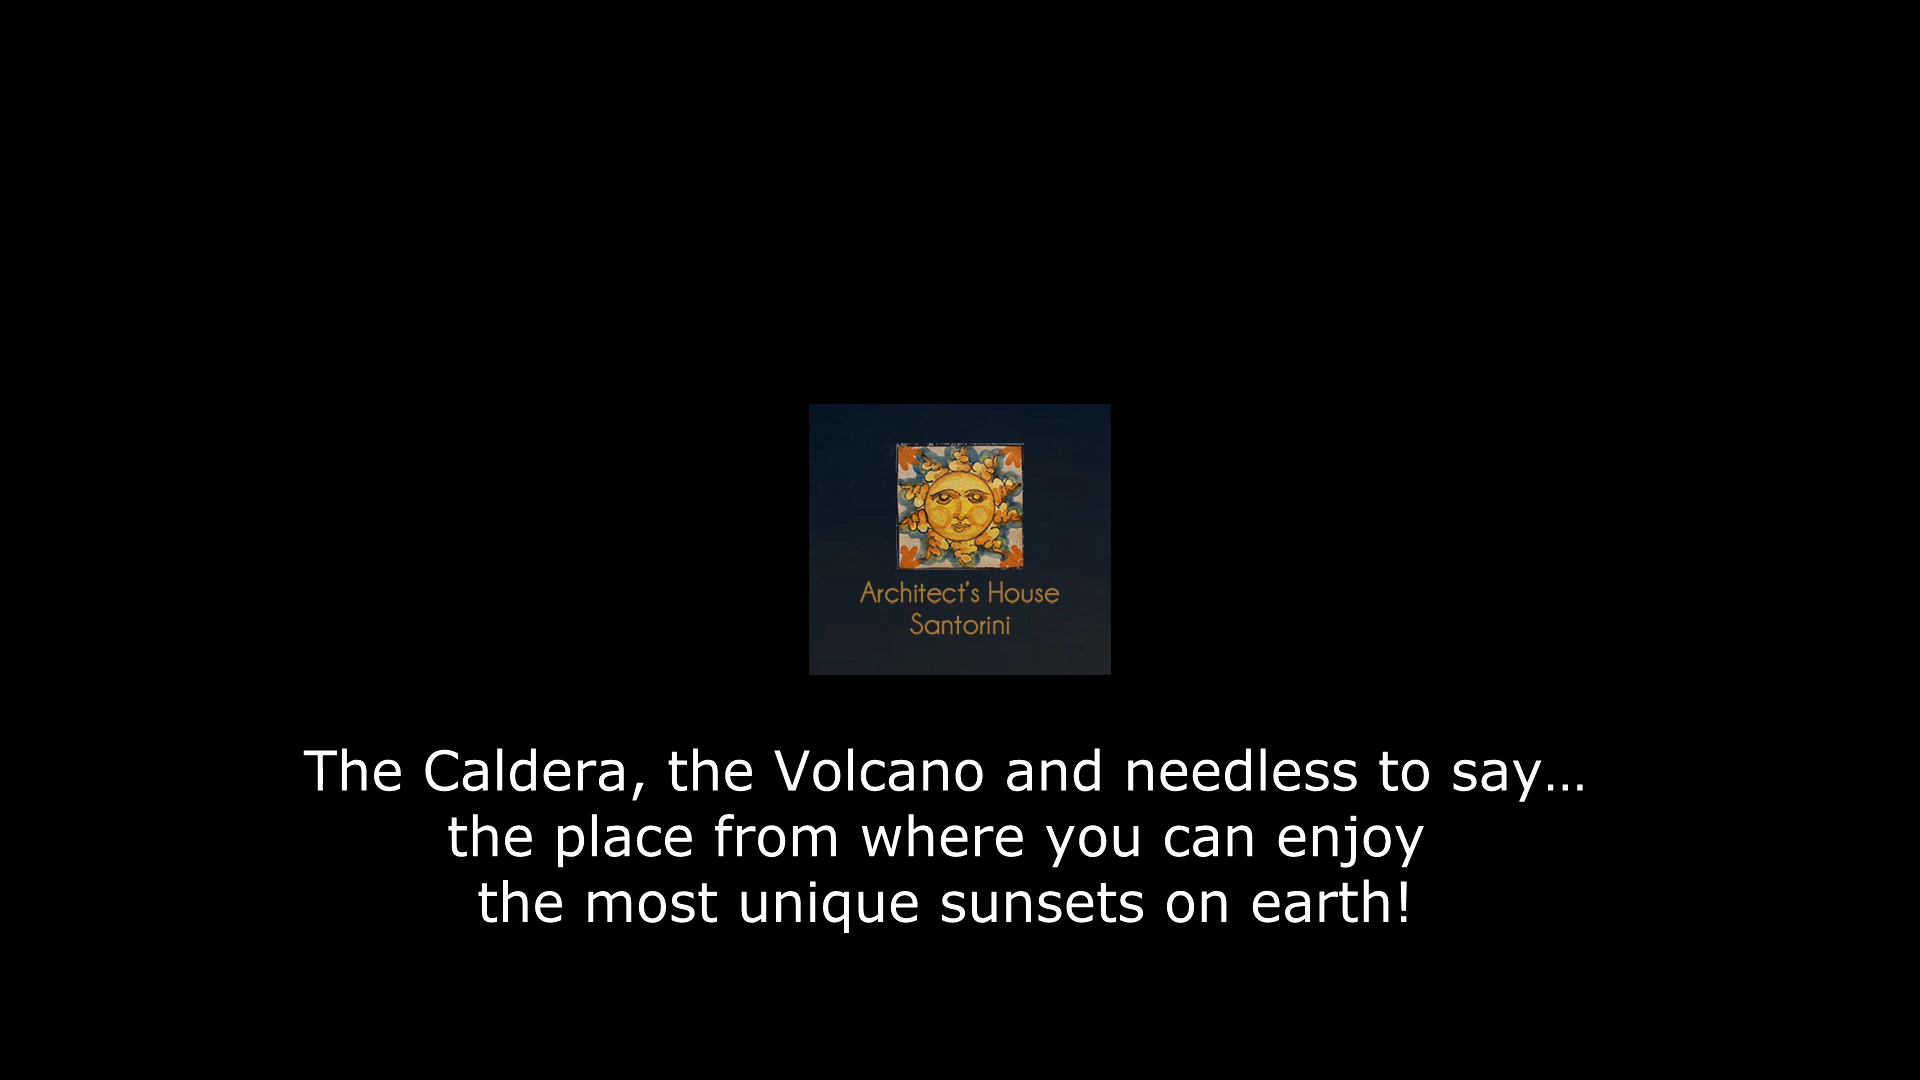 Architect's House
Santorini
The Caldera, the Volcano and needless to say...
the place from where you can enjoy
the most unique sunsets on earth!